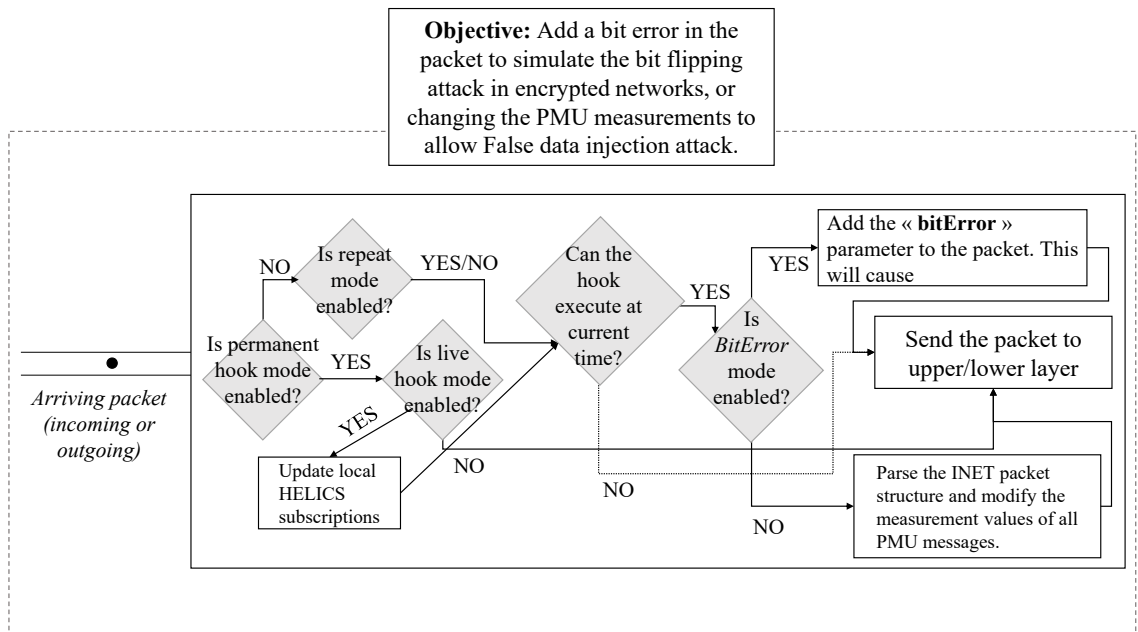 Objective: Add a bit error in the
packet to simulate the bit flipping
attack in encrypted networks, or
changing the PMU measurements to
allow False data injection attack.
Arriving packet
(incoming or
outgoing)
Is permanent
hook mode
enabled?
NO
Is repeat
mode
enabled?
YES/NO
YES
Is live
hook mode
enabled?
YES
Update local
HELICS
subscriptions
NO
Can the
hook
execute at
current
time?
YES
NO
Is
BitError
mode
enabled?
YES
Add the « bitError »
parameter to the packet. This
will cause
Send the packet to
upper/lower layer
NO
Parse the INET packet
structure and modify the
measurement values of all
PMU messages.